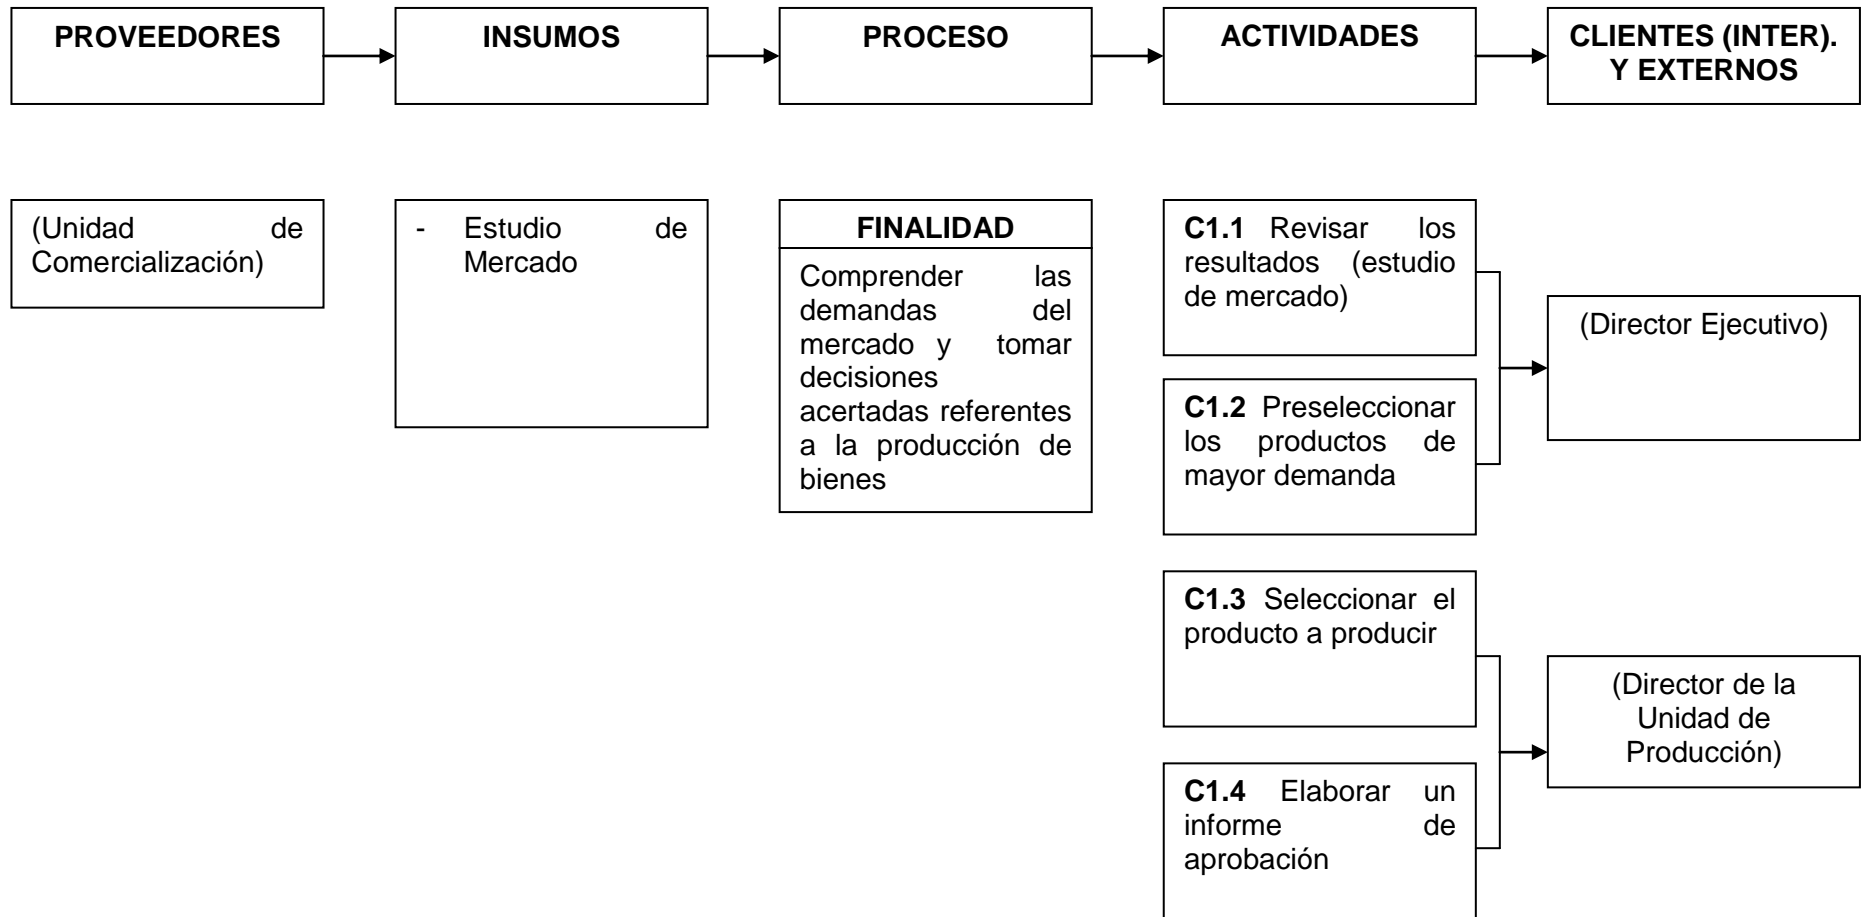 PROVEEDORES
INSUMOS
PROCESO
ACTIVIDADES
CLIENTES (INTER).
Y EXTERNOS
(Unidad de
Comercialización)
- Estudio de
Mercado
FINALIDAD
Comprender las
demandas del
mercado y tomar
decisiones
acertadas referentes
a la producción de
bienes
C1.1 Revisar los
resultados (estudio
de mercado)
C1.2 Preseleccionar
los productos de
mayor demanda
(Director Ejecutivo)
C1.3 Seleccionar el
producto a producir
C1.4 Elaborar un
informe de
aprobación
(Director de la
Unidad de
Producción)